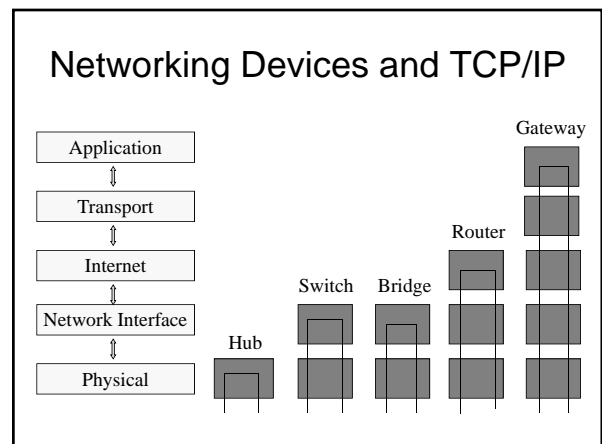 Networking Devices and TCP/IP
Gateway
Application
Transport
Router
Internet
Switch
Bridge
Network Interface
Hub
Physical